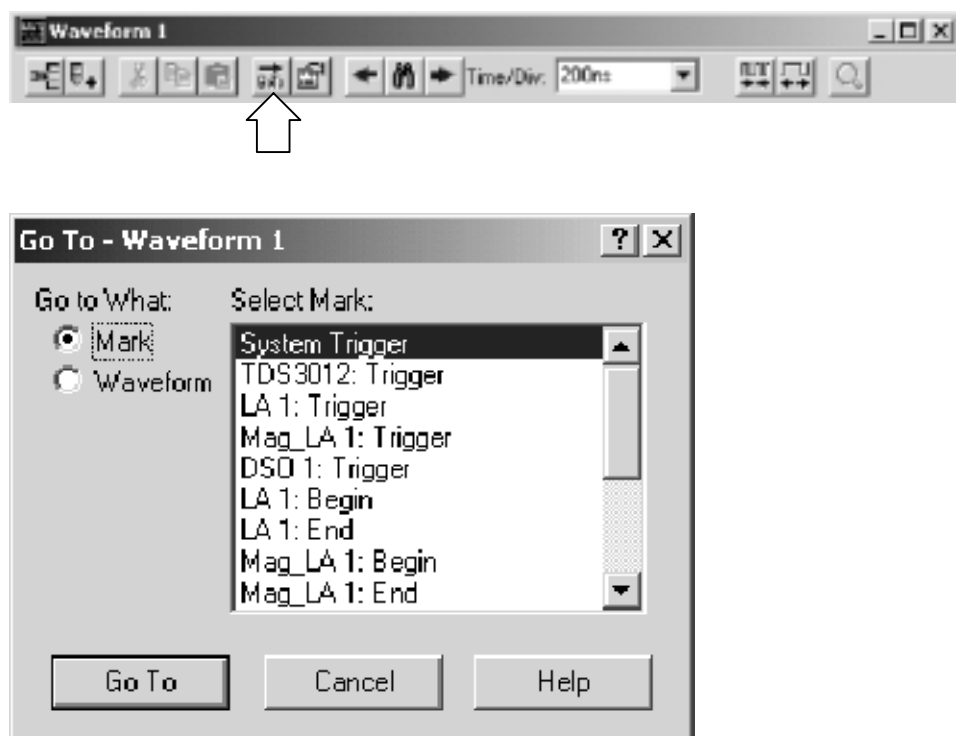 Waveform 1
Time/Div: 200ns
Go To - Waveform 1
Go to What:
Select Mark:
Mark
Waveform
System Trigger
TDS3012: Trigger
LA 1: Trigger
Mag_LA 1: Trigger
DSO 1: Trigger
LA 1: Begin
LA 1: End
Mag_LA 1: Begin
Mag_LA 1: End
Go To
Cancel
Help